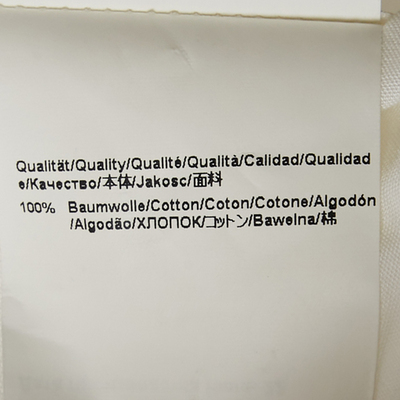 Qualität/Quality/Qualité/Qualità/Calidad/Qualidad
e/Качество/本体/Jakosc/面料
100% Baumwolle/Cotton/Coton/Cotone/Algodón
/Algodão/ХЛОПОК/コットン/Bawelna/棉